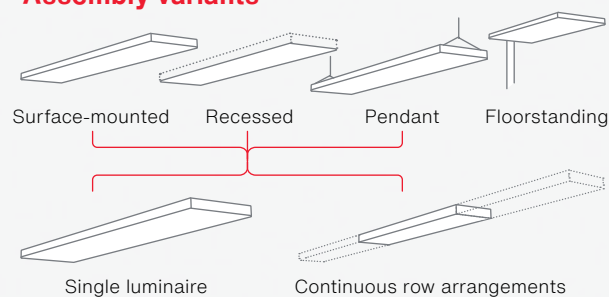 Assembly variants
Surface-mounted Recessed Pendant Floorstanding
Single luminaire Continuous row arrangements